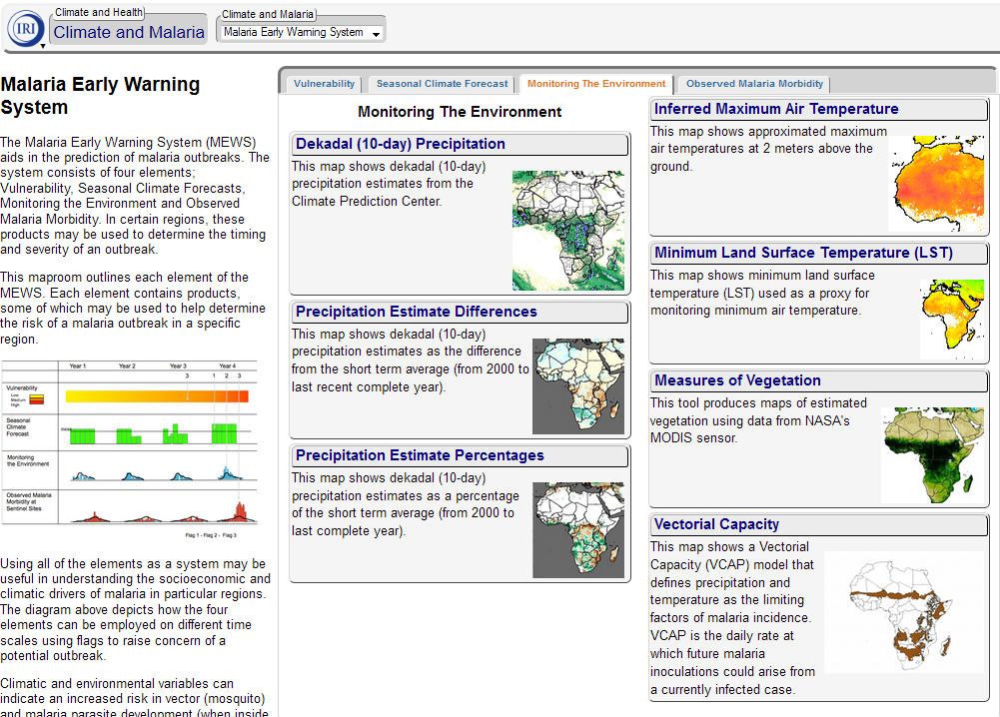 IRI
Climate and Health
Climate and Malaria
Climate and Malaria
Malaria Early Warning System
Malaria Early Warning
System
The Malaria Early Warning System (MEWS)
aids in the prediction of malaria outbreaks. The
system consists of four elements;
Vulnerability, Seasonal Climate Forecasts,
Monitoring the Environment and Observed
Malaria Morbidity. In certain regions, these
products may be used to determine the timing
and severity of an outbreak.
This maproom outlines each element of the
MEWS. Each element contains products,
some of which may be used to help determine
the risk of a malaria outbreak in a specific
region.
Year 1 Year 2 Year 3 Year 4
3 1 2 3
Vulnerability
Low
Medium
High
Seasonal
Climate
Forecast
Monitoring
the Environment
Observed Malaria
Morbidity at
Sentinel Sites
Flag 1 - Flag 2 - Flag 3
Using all of the elements as a system may be
useful in understanding the socioeconomic and
climatic drivers of malaria in particular regions.
The diagram above depicts how the four
elements can be employed on different time
scales using flags to raise concern of a
potential outbreak.
Climatic and environmental variables can
indicate an increased risk in vector (mosquito)
and malaria parasite development (when inside
Vulnerability
Seasonal Climate Forecast
Monitoring The Environment
Observed Malaria Morbidity
Monitoring The Environment
Dekadal (10-day) Precipitation
This map shows dekadal (10-day)
precipitation estimates from the
Climate Prediction Center.
Precipitation Estimate Differences
This map shows dekadal (10-day)
precipitation estimates as the difference
from the short term average (from 2000 to
last recent complete year).
Precipitation Estimate Percentages
This map shows dekadal (10-day)
precipitation estimates as a percentage
of the short term average (from 2000 to
last complete year).
Inferred Maximum Air Temperature
This map shows approximated maximum
air temperatures at 2 meters above the
ground.
Minimum Land Surface Temperature (LST)
This map shows minimum land surface
temperature (LST) used as a proxy for
monitoring minimum air temperature.
Measures of Vegetation
This tool produces maps of estimated
vegetation using data from NASA's
MODIS sensor.
Vectorial Capacity
This map shows a Vectorial
Capacity (VCAP) model that
defines precipitation and
temperature as the limiting
factors of malaria incidence.
VCAP is the daily rate at
which future malaria
inoculations could arise from
a currently infected case.